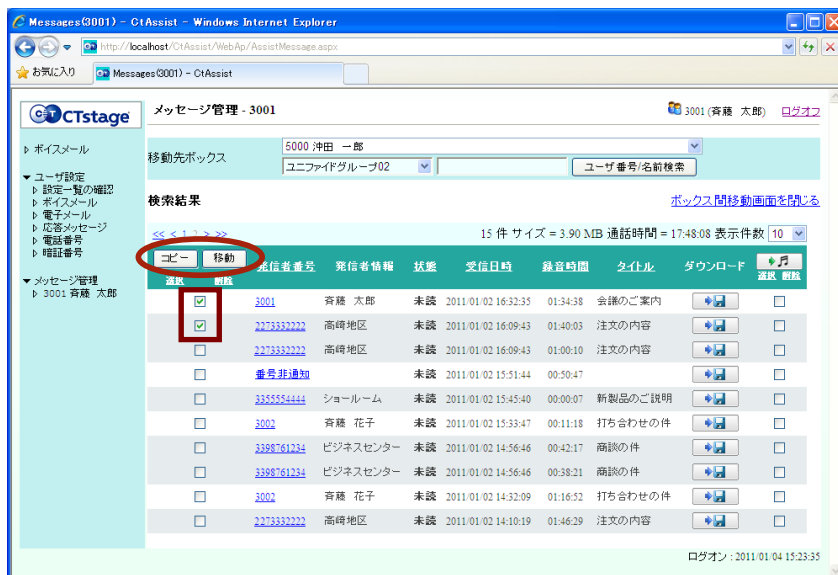 Messages(3001) - CtAssist - Windows Internet Explorer
http://localhost/CtAssist/WebAp/AssistMessage.aspx
お気に入り Messages(3001) - CtAssist
CTstage メッセージ管理 - 3001 3001 (斉藤 太郎) ログオフ
ボイスメール
ユーザ設定
設定一覧の確認
ボイスメール
電子メール
応答メッセージ
電話番号
暗証番号
メッセージ管理
3001 斉藤 太郎
移動先ボックス 5000 沖田 一郎
ユニファイドグループ02 ユーザ番号/名前検索
検索結果 ボックス間移動画面を閉じる
<< < 1 2 > >> 15 件 サイズ = 3.90 MB 通話時間 = 17:48:08 表示件数 10
コピー 移動 発信者番号 発信者情報 状態 受信日時 録音時間 タイトル ダウンロード
選択 解除 選択 解除
3001 斉藤 太郎 未読 2011/01/02 16:32:35 01:34:38 会議のご案内
2273332222 高崎地区 未読 2011/01/02 16:09:43 01:40:03 注文の内容
2273332222 高崎地区 未読 2011/01/02 16:09:43 01:00:10 注文の内容
番号非通知 未読 2011/01/02 15:51:44 00:50:47
3355554444 ショールーム 未読 2011/01/02 15:45:40 00:00:07 新製品のご説明
3002 斉藤 花子 未読 2011/01/02 15:33:47 00:11:18 打ち合わせの件
3398761234 ビジネスセンター 未読 2011/01/02 14:56:46 00:42:17 商談の件
3398761234 ビジネスセンター 未読 2011/01/02 14:56:46 00:38:21 商談の件
3002 斉藤 花子 未読 2011/01/02 14:32:09 01:16:52 打ち合わせの件
2273332222 高崎地区 未読 2011/01/02 14:10:19 01:46:29 注文の内容
ログオン : 2011/01/04 15:23:35